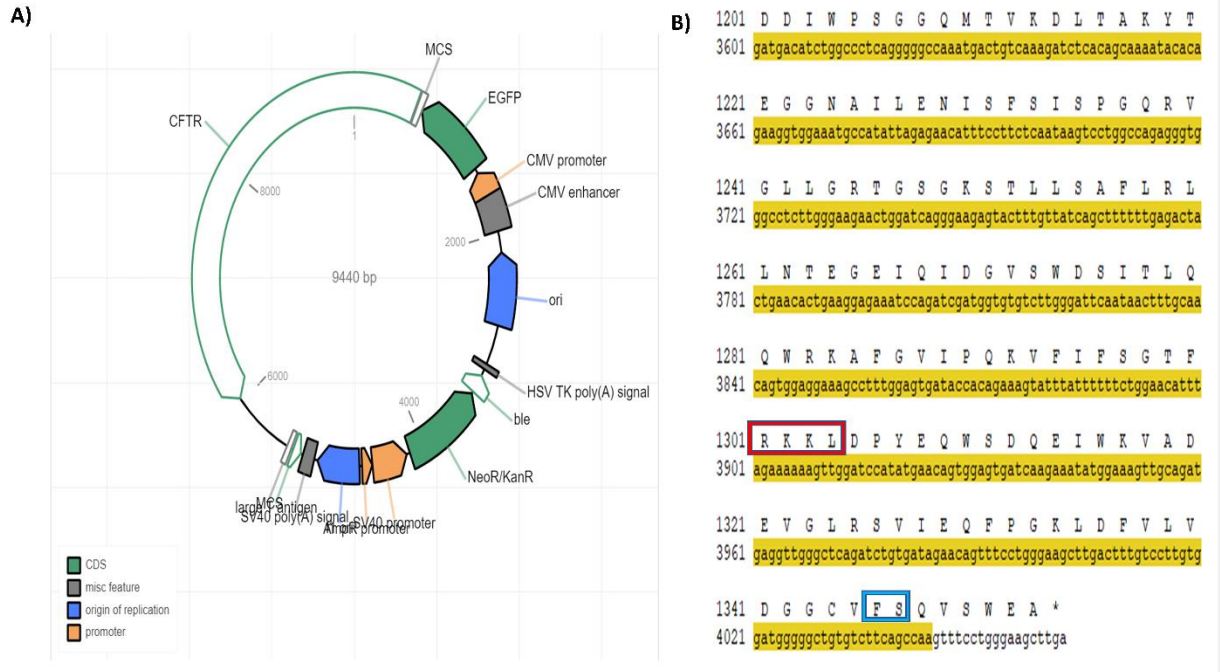 A)
MCS
EGFP
CFTR
1
CMV promoter
CMV enhancer
8000
2000
9440 bp
ori
6000
HSV TK poly(A) signal
4000
ble
NeoR/KanR
MCS
large T antigen
SV40 poly(A) signal
SV40 promoter
AmpR promoter
CDS
misc feature
origin of replication
promoter
B)
1201 D D I W P S G G Q M T V K D L T A K Y T
3601 gatgacatctggccctcagggggccaaatgactgtcaaagatctcacagcaaaatacaca
1221 E G G N A I L E N I S F S I S P G Q R V
3661 gaaggtggaaatgccatattagagaacatttccttctcaataagtcctggccagagggtg
1241 G L L G R T G S G K S T L L S A F L R L
3721 ggcctcttgggaagaactggatcagggaagagtactttgttatcagcttttttgagacta
1261 L N T E G E I Q I D G V S W D S I T L Q
3781 ctgaacactgaaggagaaatccagatcgatggtgtgtcttgggattcaataactttgcaa
1281 Q W R K A F G V I P Q K V F I F S G T F
3841 cagtggaggaaagcctttggagtgataccacagaaagtatttattttttctggaacattt
1301 R K K L D P Y E Q W S D Q E I W K V A D
3901 agaaaaaagttggatccatatgaacagtggagtgatcaagaaatatggaaagttgcagat
1321 E V G L R S V I E Q F P G K L D F V L V
3961 gaggttgggctcagatctgtgatagaacagtttcctgggaagcttgactttgtccttgtg
1341 D G G C V F S Q V S W E A *
4021 gatgggggctgtgtcttcagccaagtttcctgggaagcttga